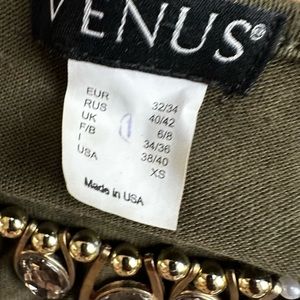 VENUS®
EUR 32/34
RUS 40/42
UK 6/8
F/B 34/36
I 38/40
USA XS
Made in USA